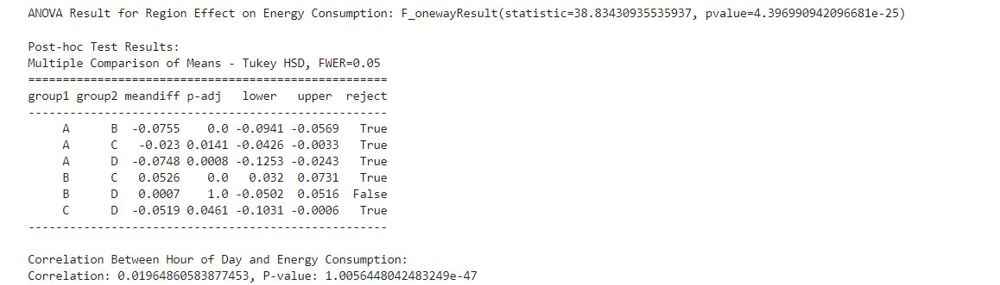 ANOVA Result for Region Effect on Energy Consumption: F_onewayResult(statistic=38.83430935535937, pvalue=4.396990942096681e-25)
Post-hoc Test Results:
Multiple Comparison of Means - Tukey HSD, FWER=0.05
====================================================
group1 group2 meandiff p-adj   lower   upper  reject
----------------------------------------------------
     A      B  -0.0755    0.0 -0.0941 -0.0569   True
     A      C   -0.023 0.0141 -0.0426 -0.0033   True
     A      D  -0.0748 0.0008 -0.1253 -0.0243   True
     B      C   0.0526    0.0   0.032  0.0731   True
     B      D   0.0007    1.0 -0.0502  0.0516  False
     C      D  -0.0519 0.0461 -0.1031 -0.0006   True
----------------------------------------------------
Correlation Between Hour of Day and Energy Consumption:
Correlation: 0.01964860583877453, P-value: 1.0056448042483249e-47